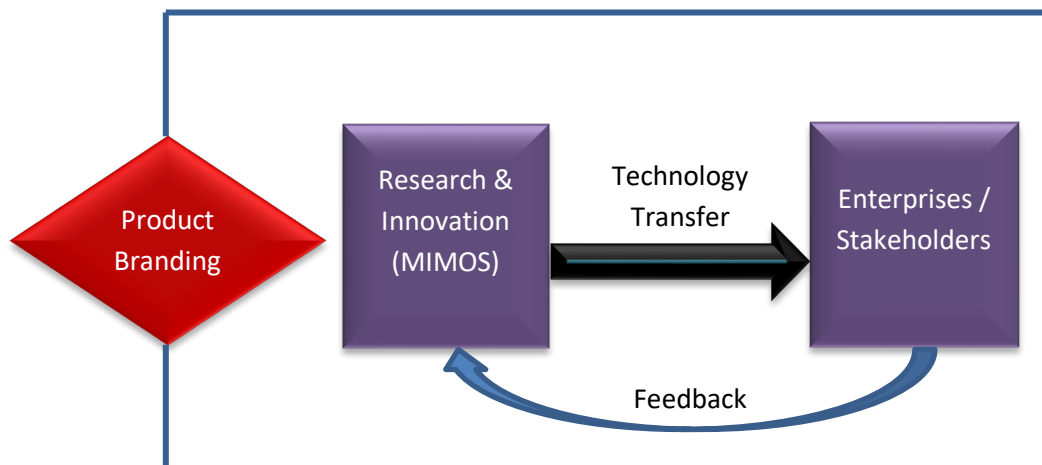 Product
Branding
Research &
Innovation
(MIMOS)
Technology
Transfer
Enterprises /
Stakeholders
Feedback